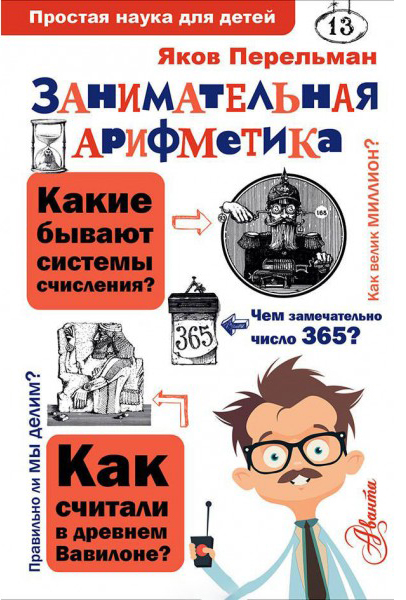 Простая наука для детей
13
Яков Перельман
Занимательная
арифметика
Какие
бывают
системы
счисления?
188
Как велик миллион?
365
Чем замечательно
число 365?
Правильно ли мы делим?
Как
считали
в древнем
Вавилоне?
Аванта